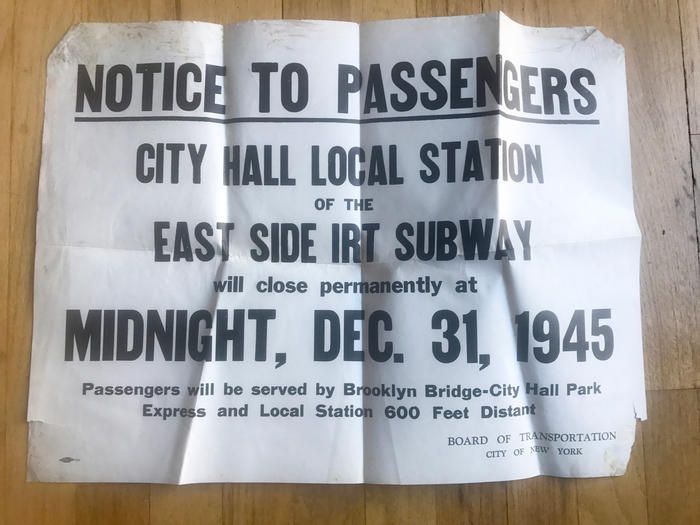 NOTICE TO PASSENGERS
CITY HALL LOCAL STATION
OF THE
EAST SIDE IRT SUBWAY
will close permanently at
MIDNIGHT, DEC. 31, 1945
Passengers will be served by Brooklyn Bridge-City Hall Park
Express and Local Station 600 Feet Distant
BOARD OF TRANSPORTATION
CITY OF NEW YORK